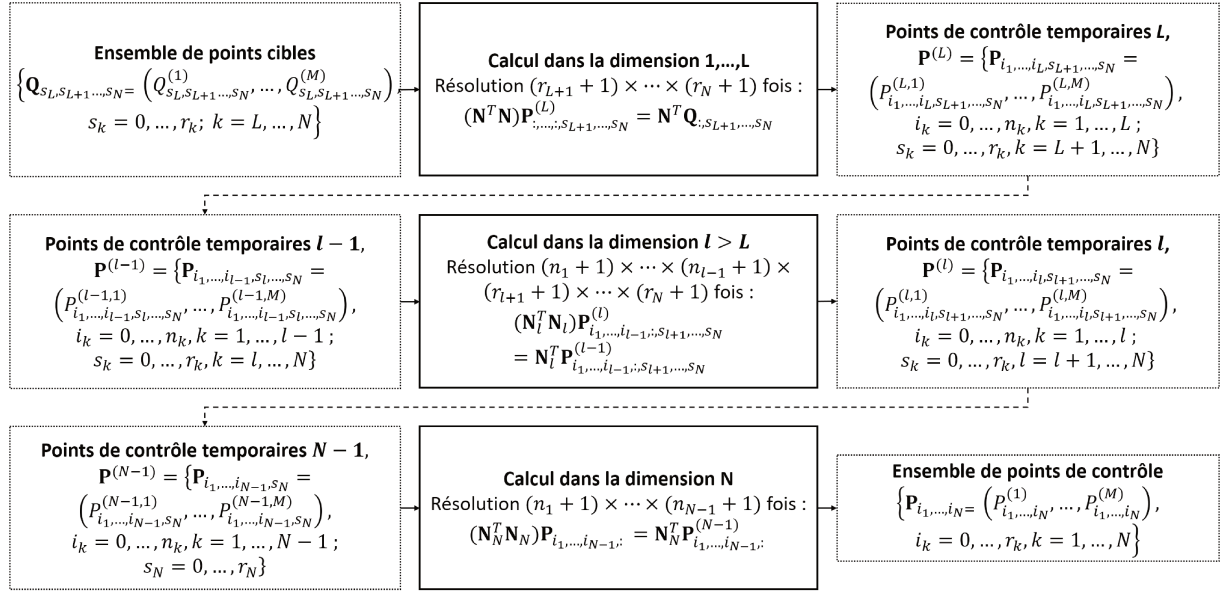 Ensemble de points cibles
{𝐐_{s_L,s_{L+1}…,s_N=} (Q^{(1)}_{s_L,s_{L+1}…,s_N}, … , Q^{(M)}_{s_L,s_{L+1}…,s_N}),
s_k = 0, … , r_k; k = L, … , N}
Calcul dans la dimension 1,…,L
Résolution (r_{L+1} + 1) × ⋯ × (r_N + 1) fois :
(𝐍^T𝐍)𝐏^{(L)}_{:,…,:,s_{L+1},…,s_N} = 𝐍^T𝐐_{:,s_{L+1},…,s_N}
Points de contrôle temporaires L,
𝐏^{(L)} = {𝐏_{i_1,…,i_L,s_{L+1},…,s_N} =
(P^{(L,1)}_{i_1,…,i_L,s_{L+1},…,s_N}, … , P^{(L,M)}_{i_1,…,i_L,s_{L+1},…,s_N}),
i_k = 0, … , n_k, k = 1, … , L ;
s_k = 0, … , r_k, k = L + 1, … , N}
Points de contrôle temporaires l − 1,
𝐏^{(l−1)} = {𝐏_{i_1,…,i_{l−1},s_l,…,s_N} =
(P^{(l−1,1)}_{i_1,…,i_{l−1},s_l,…,s_N}, … , P^{(l−1,M)}_{i_1,…,i_{l−1},s_l,…,s_N}),
i_k = 0, … , n_k, k = 1, … , l − 1 ;
s_k = 0, … , r_k, k = l, … , N}
Calcul dans la dimension l > L
Résolution (n_1 + 1) × ⋯ × (n_{l−1} + 1) ×
(r_{l+1} + 1) × ⋯ × (r_N + 1) fois :
(𝐍_l^T𝐍_l)𝐏^{(l)}_{i_1,…,i_{l−1},:,s_{l+1},…,s_N}
= 𝐍_l^T𝐏^{(l−1)}_{i_1,…,i_{l−1},:,s_{l+1},…,s_N}
Points de contrôle temporaires l,
𝐏^{(l)} = {𝐏_{i_1,…,i_l,s_{l+1},…,s_N} =
(P^{(l,1)}_{i_1,…,i_l,s_{l+1},…,s_N}, … , P^{(l,M)}_{i_1,…,i_l,s_{l+1},…,s_N}),
i_k = 0, … , n_k, k = 1, … , l ;
s_k = 0, … , r_k, l = l + 1, … , N}
Points de contrôle temporaires N − 1,
𝐏^{(N−1)} = {𝐏_{i_1,…,i_{N−1},s_N} =
(P^{(N−1,1)}_{i_1,…,i_{N−1},s_N}, … , P^{(N−1,M)}_{i_1,…,i_{N−1},s_N}),
i_k = 0, … , n_k, k = 1, … , N − 1 ;
s_N = 0, … , r_N}
Calcul dans la dimension N
Résolution (n_1 + 1) × ⋯ × (n_{N−1} + 1) fois :
(𝐍_N^T𝐍_N)𝐏_{i_1,…,i_{N−1},:} = 𝐍_N^T𝐏^{(N−1)}_{i_1,…,i_{N−1},:}
Ensemble de points de contrôle
{𝐏_{i_1,…,i_N=} (P^{(1)}_{i_1,…,i_N}, … , P^{(M)}_{i_1,…,i_N}),
i_k = 0, … , r_k, k = 1, … , N}